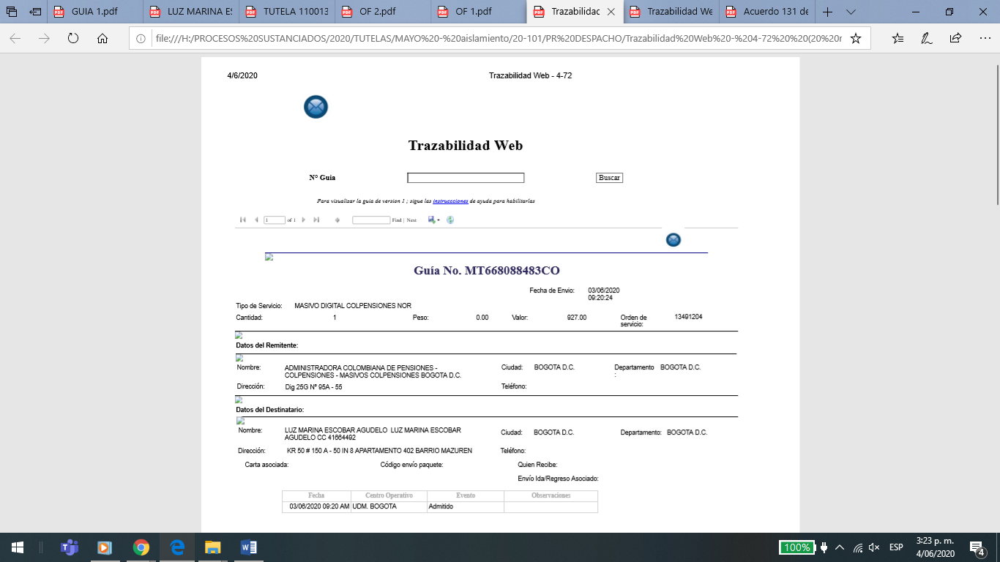 GUIA 1.pdf
LUZ MARINA ES
TUTELA 110013
OF 2.pdf
OF 1.pdf
Trazabilidad
Trazabilidad We
Acuerdo 131 de
file:///H:/PROCESOS%20SUSTANCIADOS/2020/TUTELAS/MAYO%20-%20aislamiento/20-101/PR%20DESPACHO/Trazabilidad%20Web%20-%204-72%20%20(20%20r
4/6/2020 Trazabilidad Web - 4-72
Trazabilidad Web
N° Guia Buscar
Para visualizar la guia de version 1 ; sigue las instruccciones de ayuda para habilitarlas
1 of 1 Find | Next
Guía No. MT668088483CO
Fecha de Envio: 03/06/2020
09:20:24
Tipo de Servicio: MASIVO DIGITAL COLPENSIONES NOR
Cantidad: 1 Peso: 0.00 Valor: 927.00 Orden de 13491204
servicio:
Datos del Remitente:
Nombre: ADMINISTRADORA COLOMBIANA DE PENSIONES - Ciudad: BOGOTA D.C. Departamento BOGOTA D.C.
COLPENSIONES - MASIVOS COLPENSIONES BOGOTA D.C. :
Dirección: Dig 25G Nº 95A - 55 Teléfono:
Datos del Destinatario:
Nombre: LUZ MARINA ESCOBAR AGUDELO LUZ MARINA ESCOBAR Ciudad: BOGOTA D.C. Departamento: BOGOTA D.C.
AGUDELO CC 41664492
Dirección: KR 50 # 150 A - 50 IN 8 APARTAMENTO 402 BARRIO MAZUREN Teléfono:
Carta asociada: Código envío paquete: Quien Recibe:
Envío Ida/Regreso Asociado:
Fecha Centro Operativo Evento Observaciones
03/06/2020 09:20 AM UDM. BOGOTA Admitido
100% ESP 3:23 p. m.
4/06/2020
4